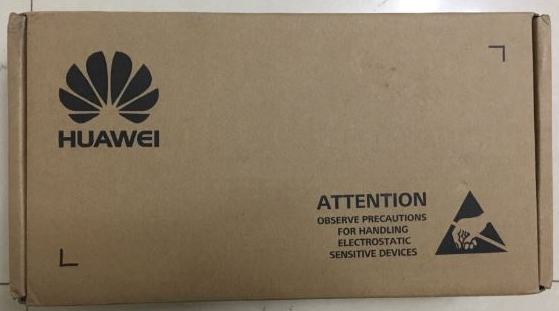 HUAWEI
ATTENTION
OBSERVE PRECAUTIONS
FOR HANDLING
ELECTROSTATIC
SENSITIVE DEVICES